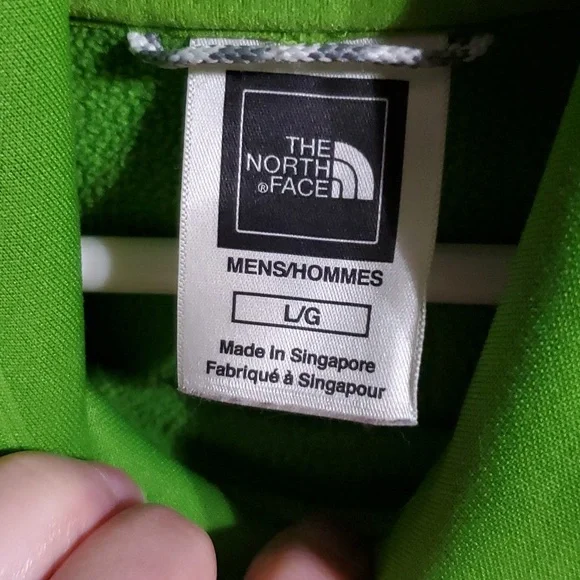 THE
NORTH
® FACE
MENS/HOMMES
L/G
Made In Singapore
Fabriqué à Singapour